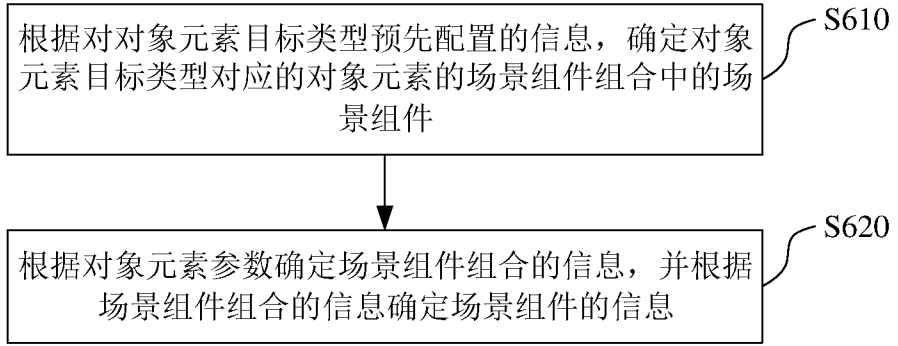 根据对对象元素目标类型预先配置的信息，确定对象
元素目标类型对应的对象元素的场景组件组合中的场
景组件
S610
根据对象元素参数确定场景组件组合的信息，并根据
场景组件组合的信息确定场景组件的信息
S620